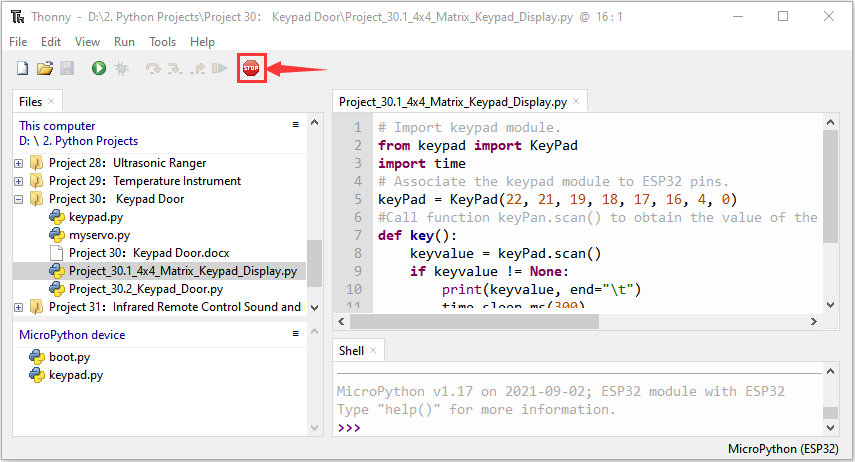 Thonny - D:\2. Python Projects\Project 30： Keypad Door\Project_30.1_4x4_Matrix_Keypad_Display.py @ 16 : 1
File Edit View Run Tools Help
STOP
Files
This computer
D: \ 2. Python Projects
Project 28：Ultrasonic Ranger
Project 29：Temperature Instrument
Project 30： Keypad Door
keypad.py
myservo.py
Project 30：Keypad Door.docx
Project_30.1_4x4_Matrix_Keypad_Display.py
Project_30.2_Keypad_Door.py
Project 31：Infrared Remote Control Sound and
MicroPython device
boot.py
keypad.py
Project_30.1_4x4_Matrix_Keypad_Display.py
1 # Import keypad module.
2 from keypad import KeyPad
3 import time
4 # Associate the keypad module to ESP32 pins.
5 keyPad = KeyPad(22, 21, 19, 18, 17, 16, 4, 0)
6 #Call function keyPan.scan() to obtain the value of the
7 def key():
8 keyvalue = keyPad.scan()
9 if keyvalue != None:
10 print(keyvalue, end="\t")
11 time.sleep_ms(300)
Shell
MicroPython v1.17 on 2021-09-02; ESP32 module with ESP32
Type "help()" for more information.
>>>
MicroPython (ESP32)